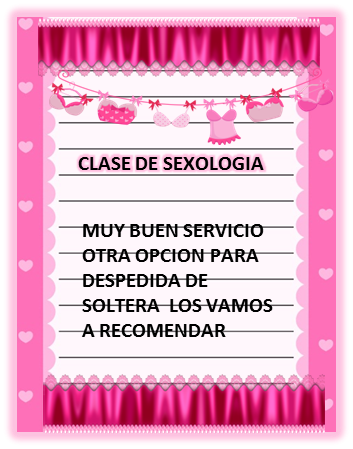 CLASE DE SEXOLOGIA
MUY BUEN SERVICIO
OTRA OPCION PARA
DESPEDIDA DE
SOLTERA LOS VAMOS
A RECOMENDAR